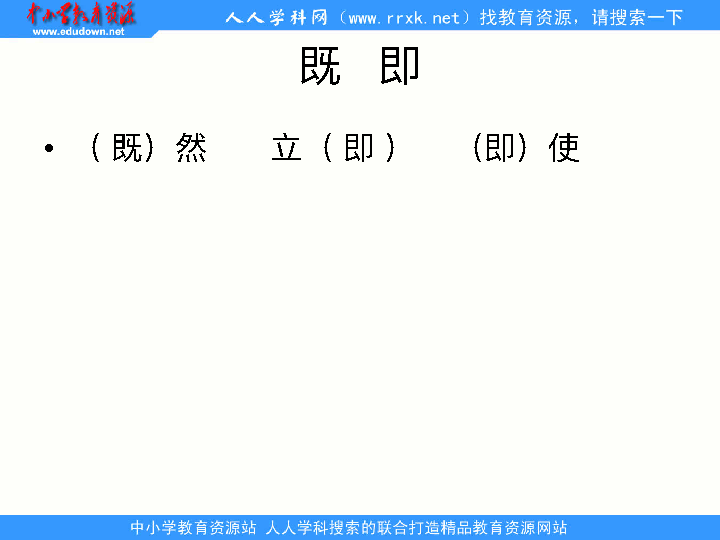 中小学教育资源
www.edudown.net
人人学科网（www.rrxk.net）找教育资源，请搜索一下
既 即
• （ 既）然 立（ 即 ） （即）使
中小学教育资源站 人人学科搜索的联合打造精品教育资源网站